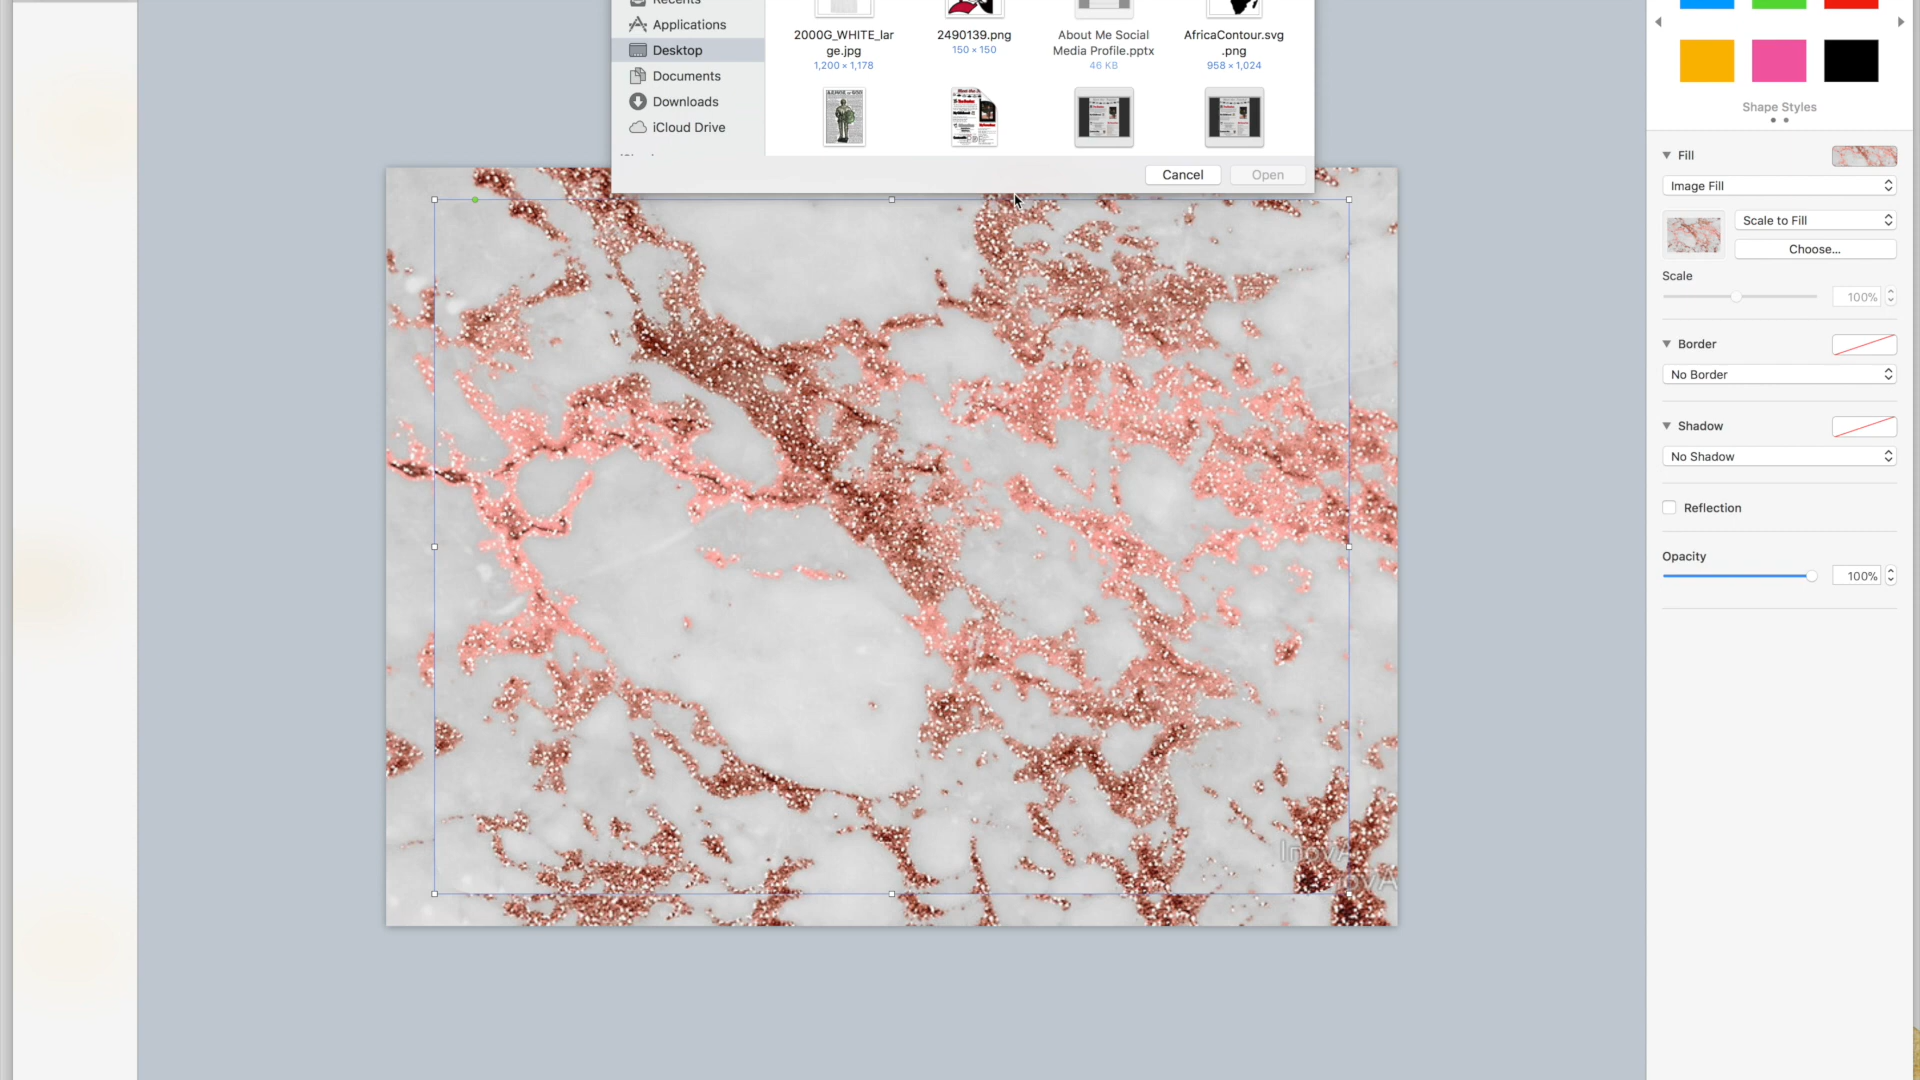 Recents
Applications
Desktop
Documents
Downloads
iCloud Drive
2000G_WHITE_lar
ge.jpg
1,200 × 1,178
2490139.png
150 × 150
About Me Social
Media Profile.pptx
46 KB
AfricaContour.svg
.png
958 × 1,024
Cancel
Open
Shape Styles
Fill
Image Fill
Scale to Fill
Choose...
Scale
100%
Border
No Border
Shadow
No Shadow
Reflection
Opacity
100%